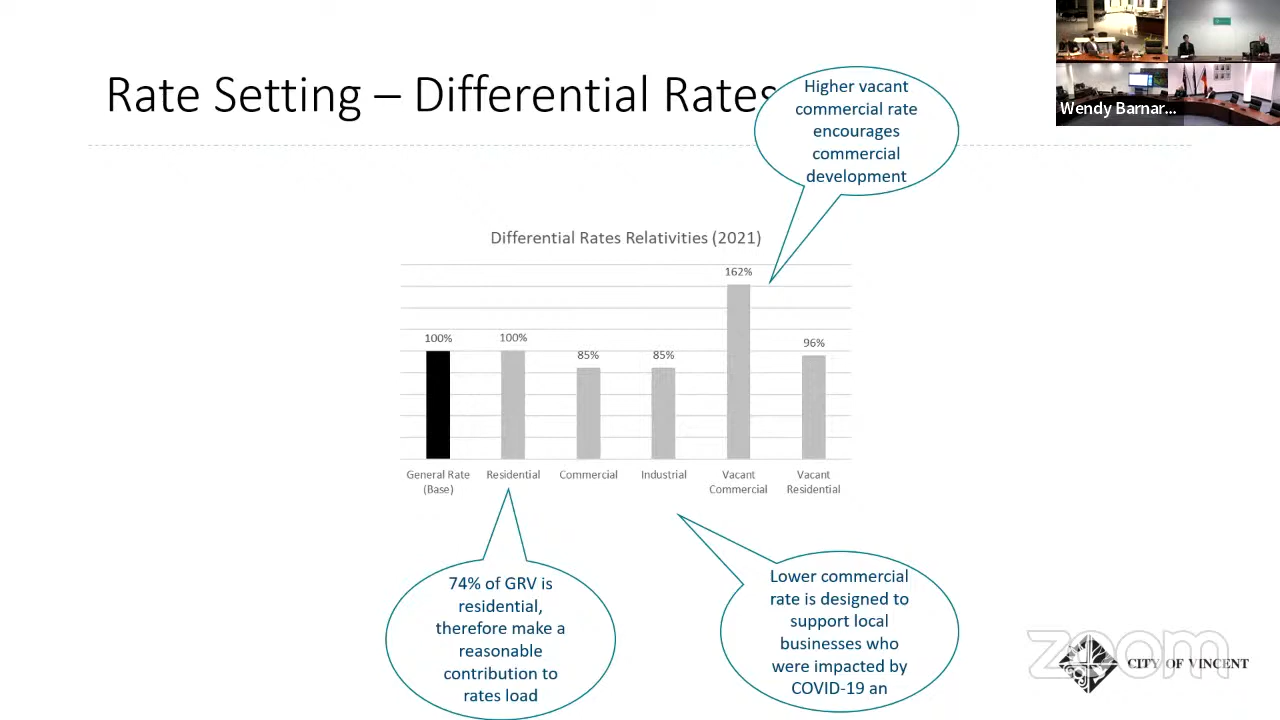 Rate Setting – Differential Rates
Higher vacant
commercial rate
encourages
commercial
development
Wendy Barnar...
Differential Rates Relativities (2021)
100%
100%
85%
85%
162%
96%
General Rate
(Base)
Residential
Commercial
Industrial
Vacant
Commercial
Vacant
Residential
74% of GRV is
residential,
therefore make a
reasonable
contribution to
rates load
Lower commercial
rate is designed to
support local
businesses who
were impacted by
COVID-19 an
zoom
CITY OF VINCENT